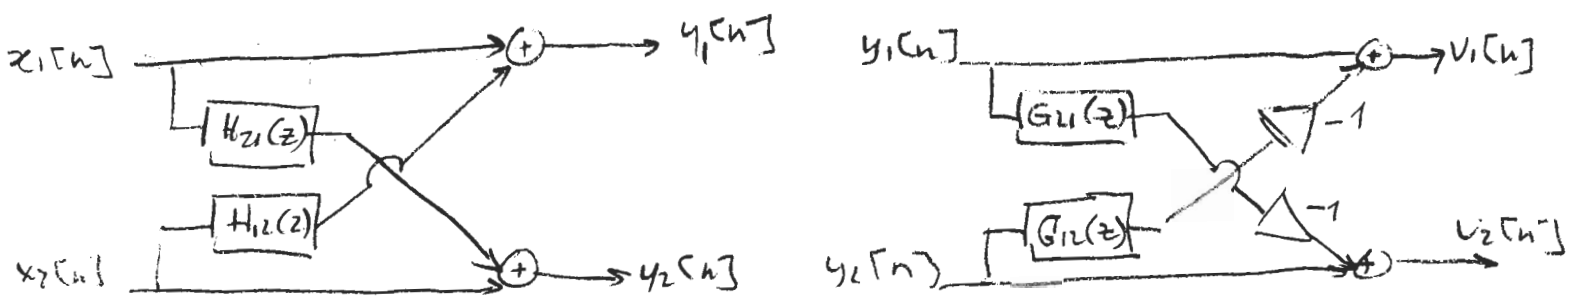 x₁[n]
+
y₁[n]
H₂₁(z)
H₁₂(z)
x₂[n]
+
y₂[n]
y₁[n]
+
v₁[n]
G₂₁(z)
-1
G₁₂(z)
-1
y₂[n]
+
v₂[n]